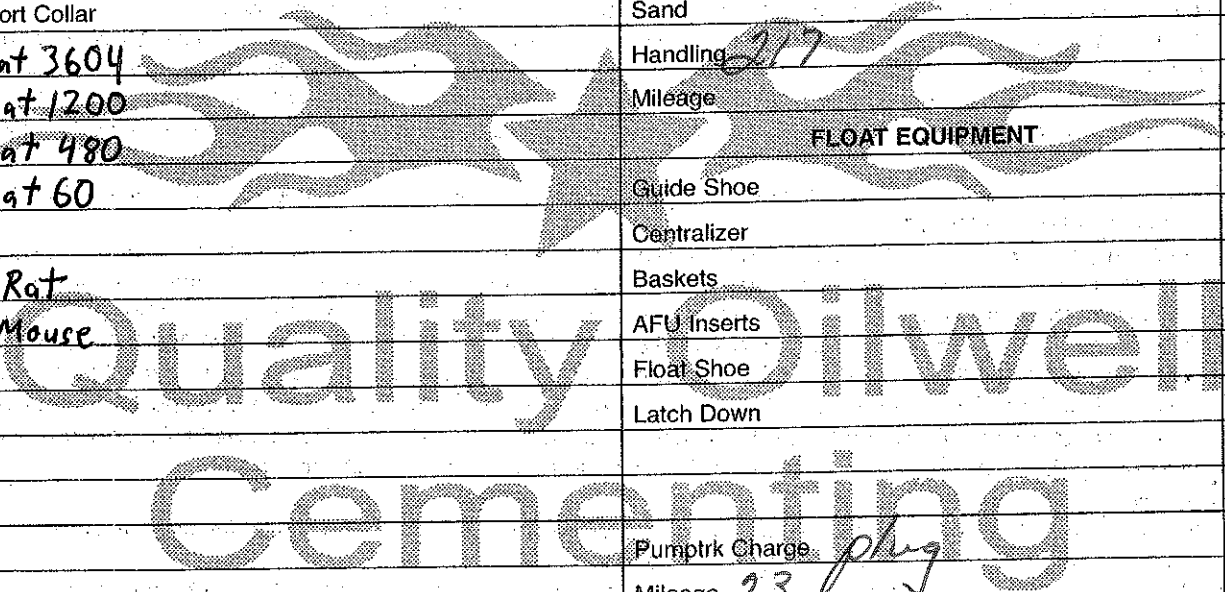 ort Collar
at 3604
at 1200
at 480
at 60
Rat
Mouse
Sand
Handling 217
Mileage
FLOAT EQUIPMENT
Guide Shoe
Centralizer
Baskets
AFU Inserts
Float Shoe
Latch Down
Pumptrk Charge plug
Mileage 23
Quality Oilwell
Cementing